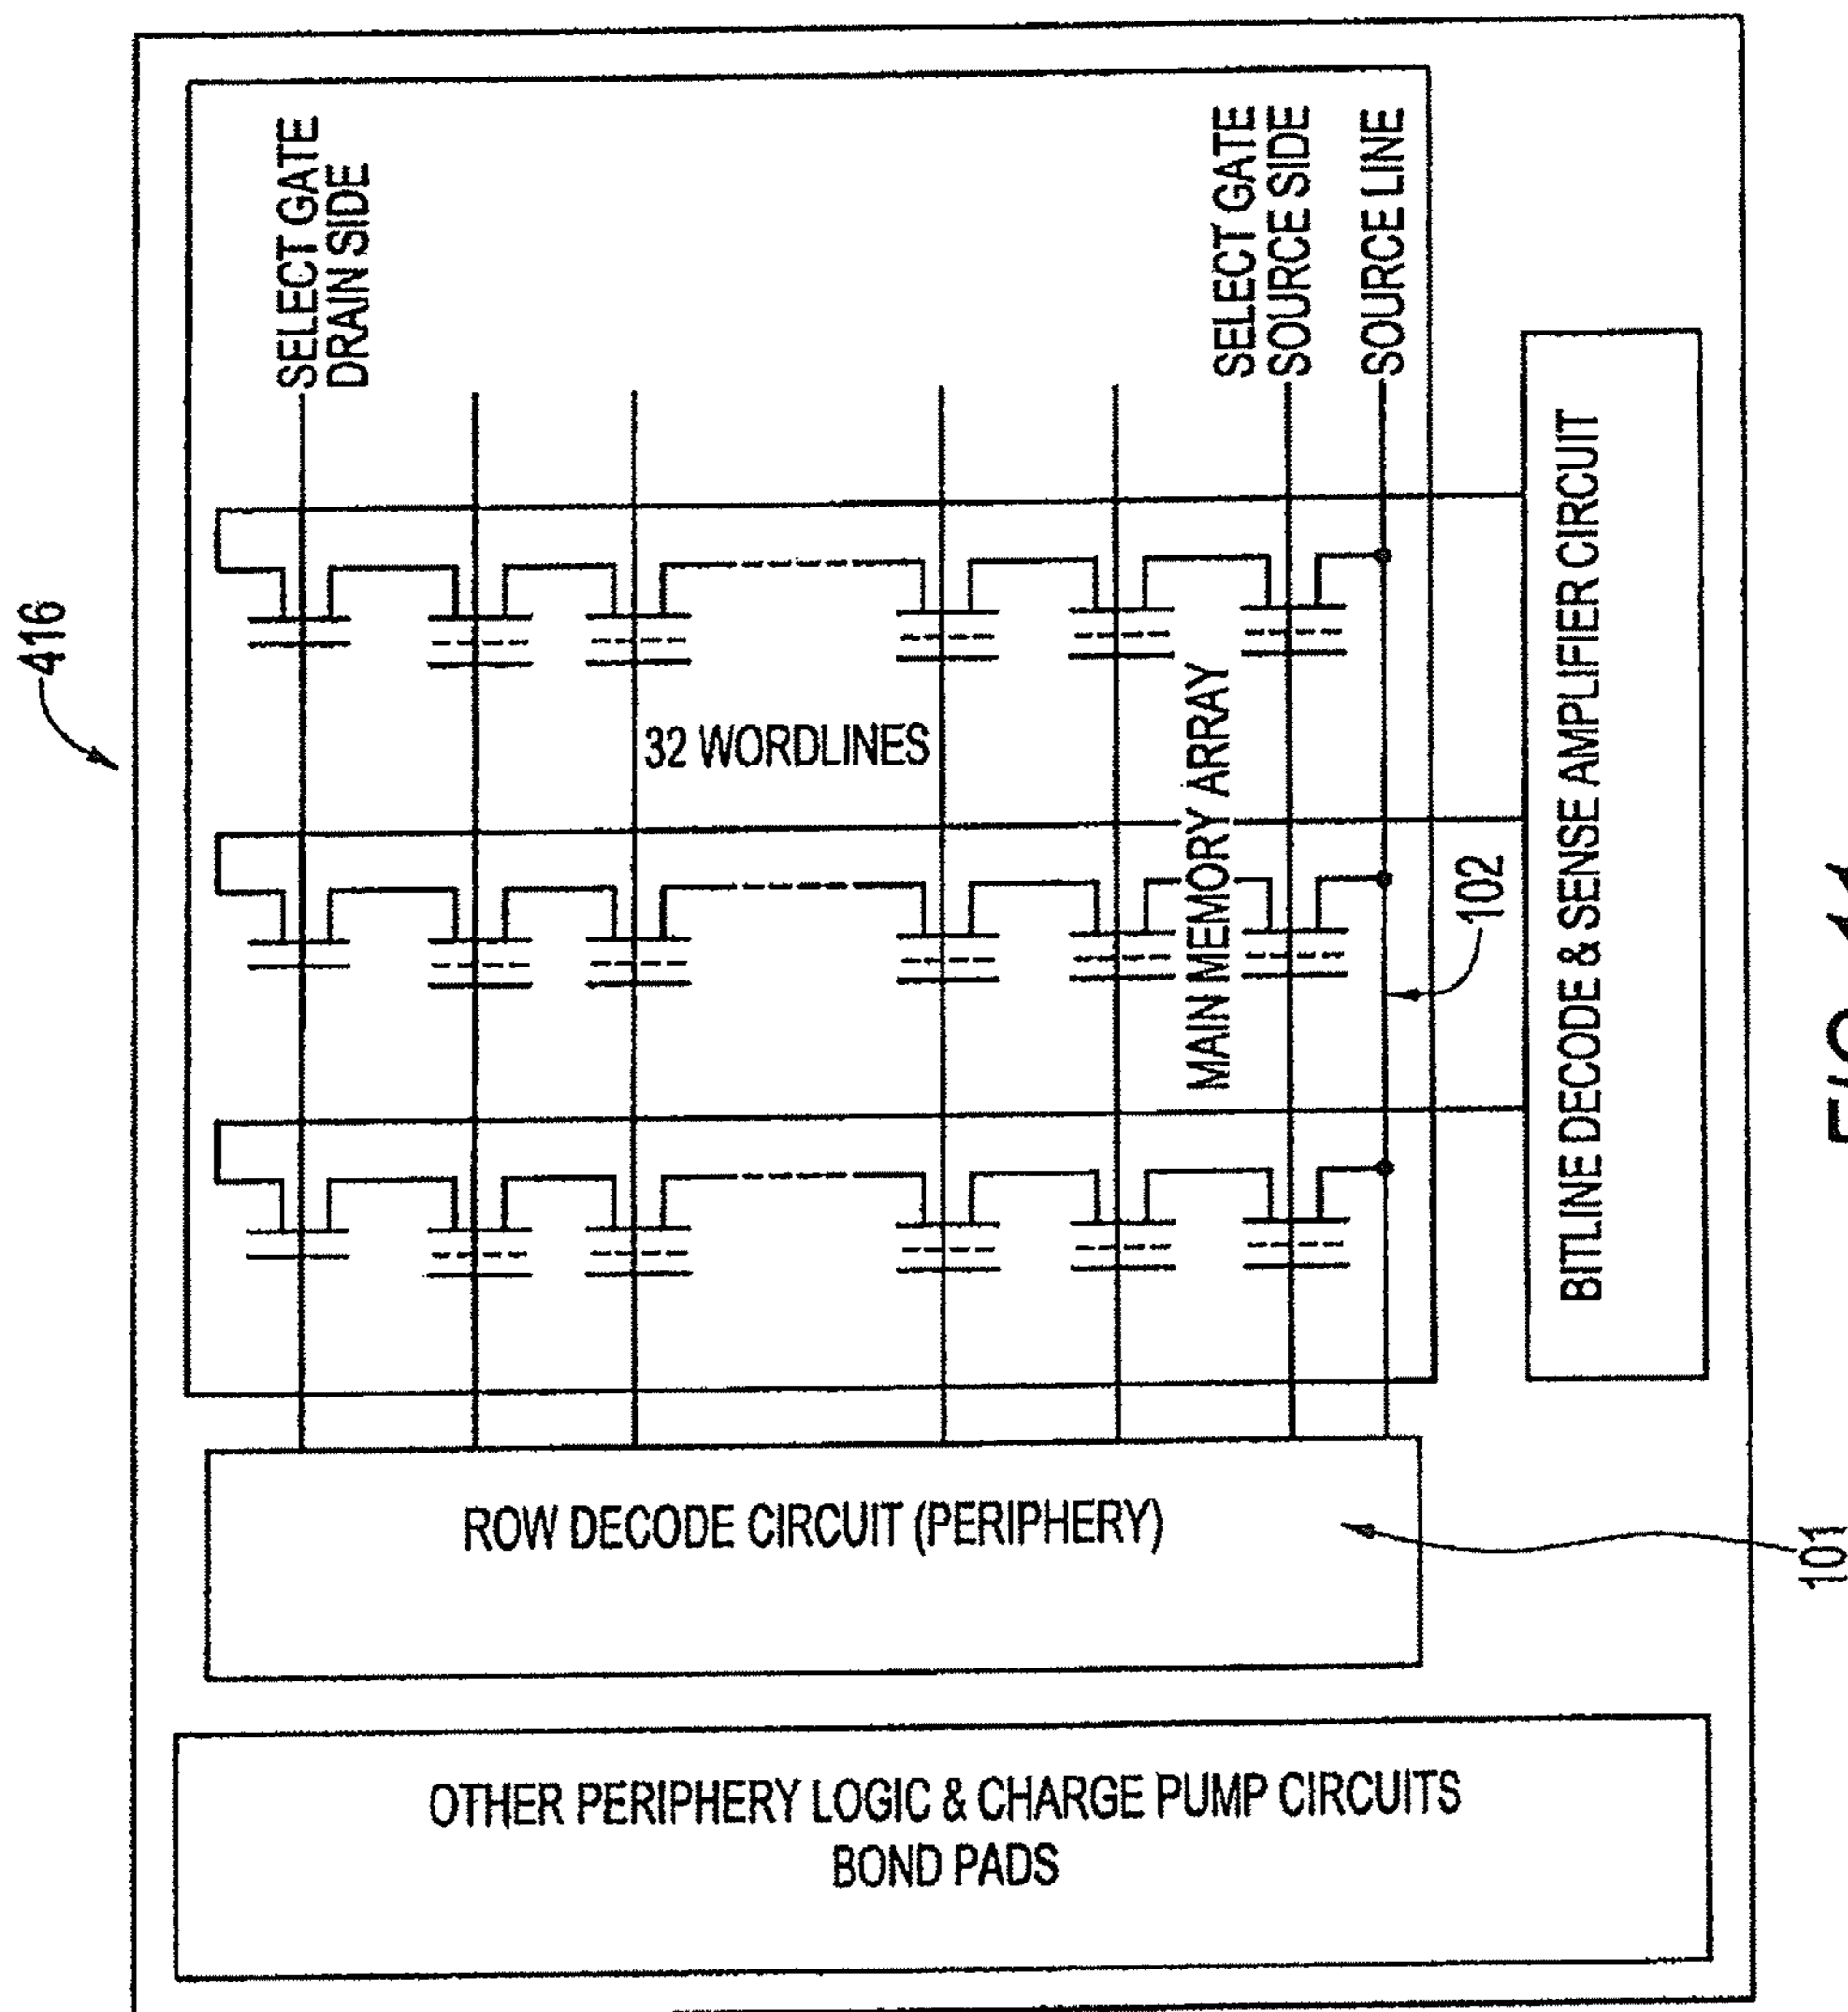 416
SELECT GATE
DRAIN SIDE
SELECT GATE
SOURCE SIDE
SOURCE LINE
32 WORDLINES
MAIN MEMORY ARRAY
102
BITLINE DECODE & SENSE AMPLIFIER CIRCUIT
ROW DECODE CIRCUIT (PERIPHERY)
101
OTHER PERIPHERY LOGIC & CHARGE PUMP CIRCUITS
BOND PADS